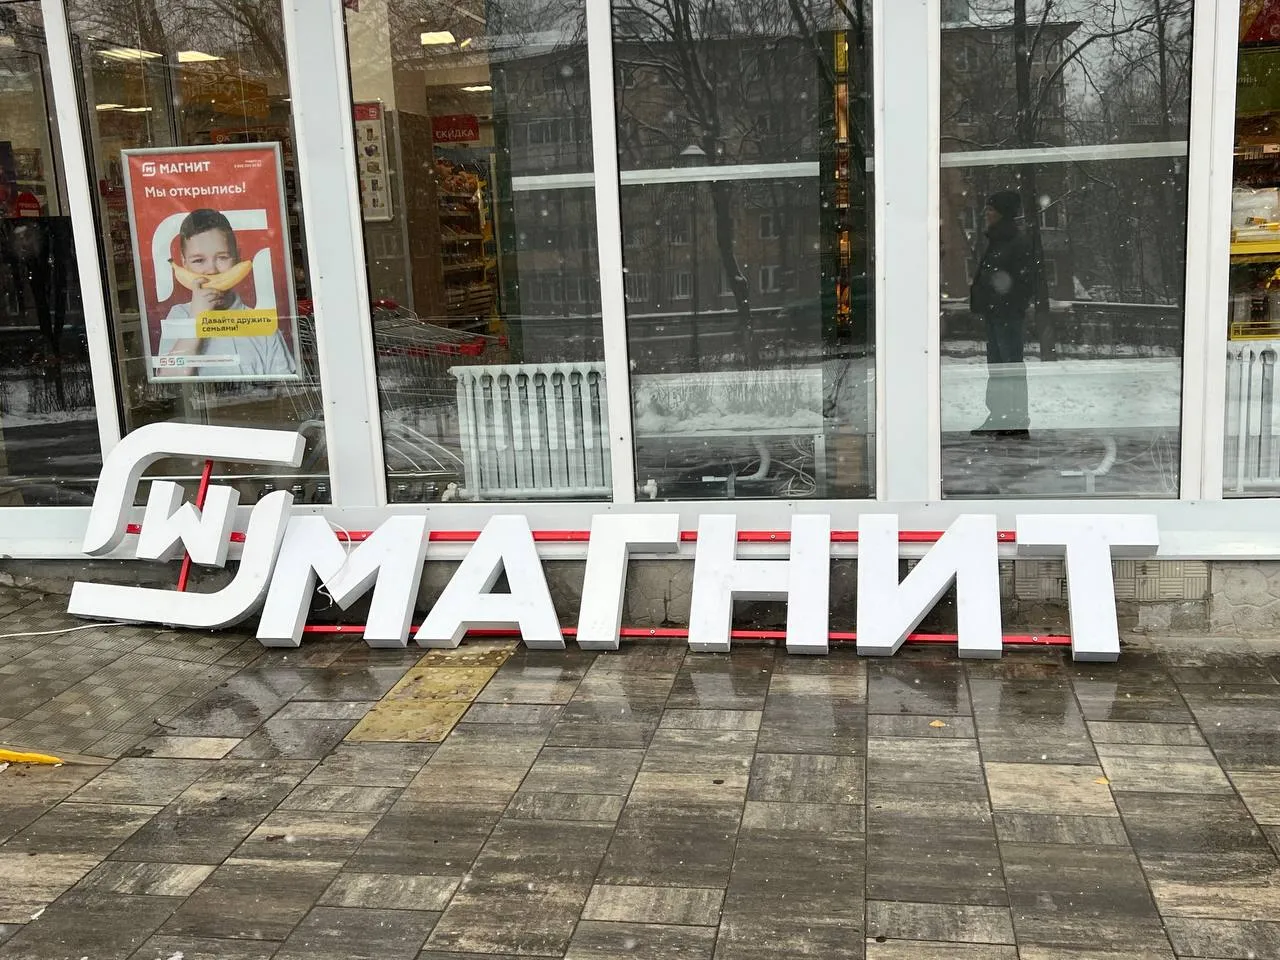 МАГНИТ
Мы открылись!
Давайте дружить
семьями!
СКИДКА
М МАГНИТ